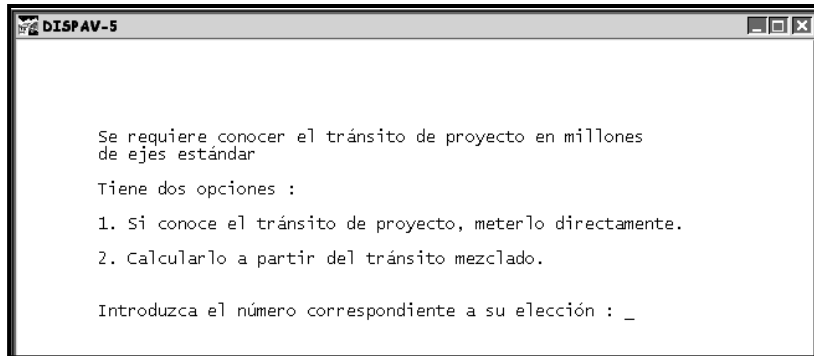 DISPAV-5
Se requiere conocer el tránsito de proyecto en millones
de ejes estándar
Tiene dos opciones :
1. Si conoce el tránsito de proyecto, meterlo directamente.
2. Calcularlo a partir del tránsito mezclado.
Introduzca el número correspondiente a su elección : _